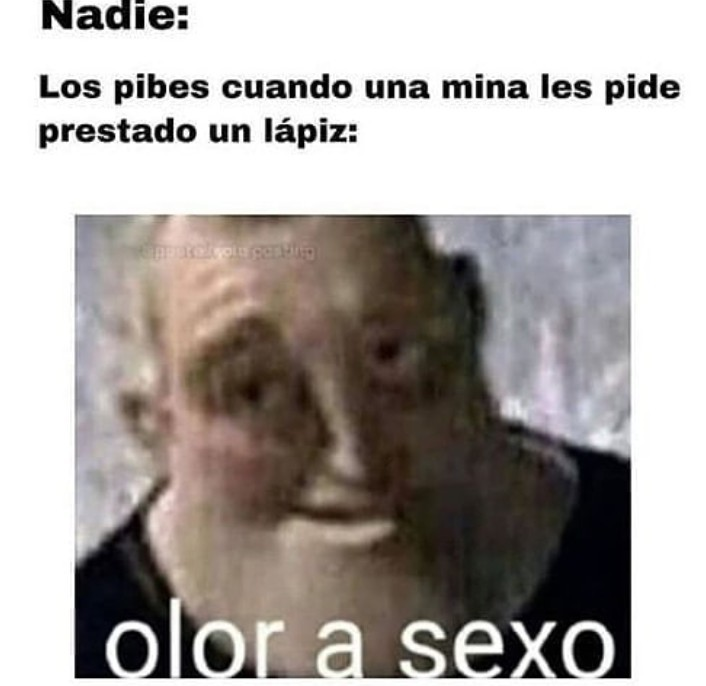 Nadie:
Los pibes cuando una mina les pide
prestado un lápiz:
olor a sexo